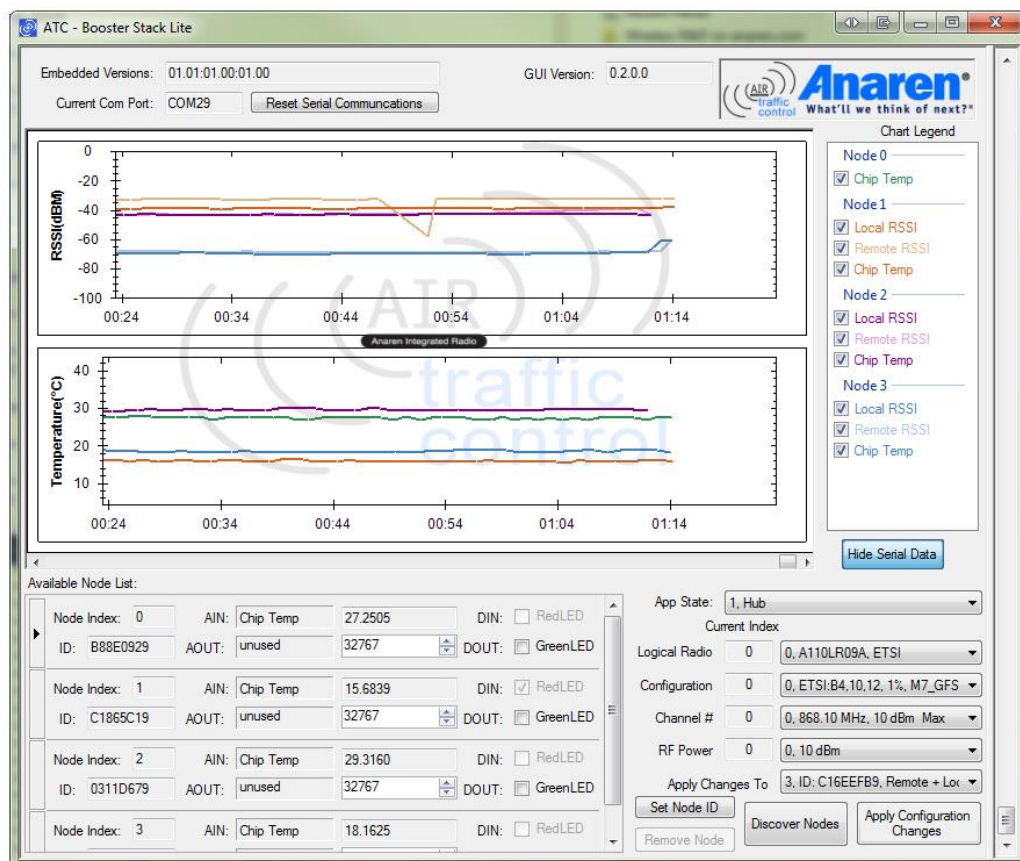 ATC - Booster Stack Lite
Embedded Versions: 01.01:01.00:01.00 GUI Version: 0.2.0.0
Current Com Port: COM29 Reset Serial Communcations
AIR traffic control
Anaren®
What'll we think of next?®
Chart Legend
RSSI(dBM)
0
-20
-40
-60
-80
-100
00:24 00:34 00:44 00:54 01:04 01:14
AIR
Anaren Integrated Radio
traffic
control
Temperature(°C)
40
30
20
10
00:24 00:34 00:44 00:54 01:04 01:14
Node 0
Chip Temp
Node 1
Local RSSI
Remote RSSI
Chip Temp
Node 2
Local RSSI
Remote RSSI
Chip Temp
Node 3
Local RSSI
Remote RSSI
Chip Temp
Hide Serial Data
Available Node List:
Node Index: 0 AIN: Chip Temp 27.2505 DIN: RedLED
ID: B88E0929 AOUT: unused 32767 DOUT: GreenLED
Node Index: 1 AIN: Chip Temp 15.6839 DIN: RedLED
ID: C1865C19 AOUT: unused 32767 DOUT: GreenLED
Node Index: 2 AIN: Chip Temp 29.3160 DIN: RedLED
ID: 0311D679 AOUT: unused 32767 DOUT: GreenLED
Node Index: 3 AIN: Chip Temp 18.1625 DIN: RedLED
App State: 1, Hub
Current Index
Logical Radio 0 0, A110LR09A, ETSI
Configuration 0 0, ETSI:B4,10,12, 1%, M7_GFS
Channel # 0 0, 868.10 MHz, 10 dBm Max
RF Power 0 0, 10 dBm
Apply Changes To 3, ID: C16EEFB9, Remote + Loc
Set Node ID
Remove Node
Discover Nodes
Apply Configuration
Changes